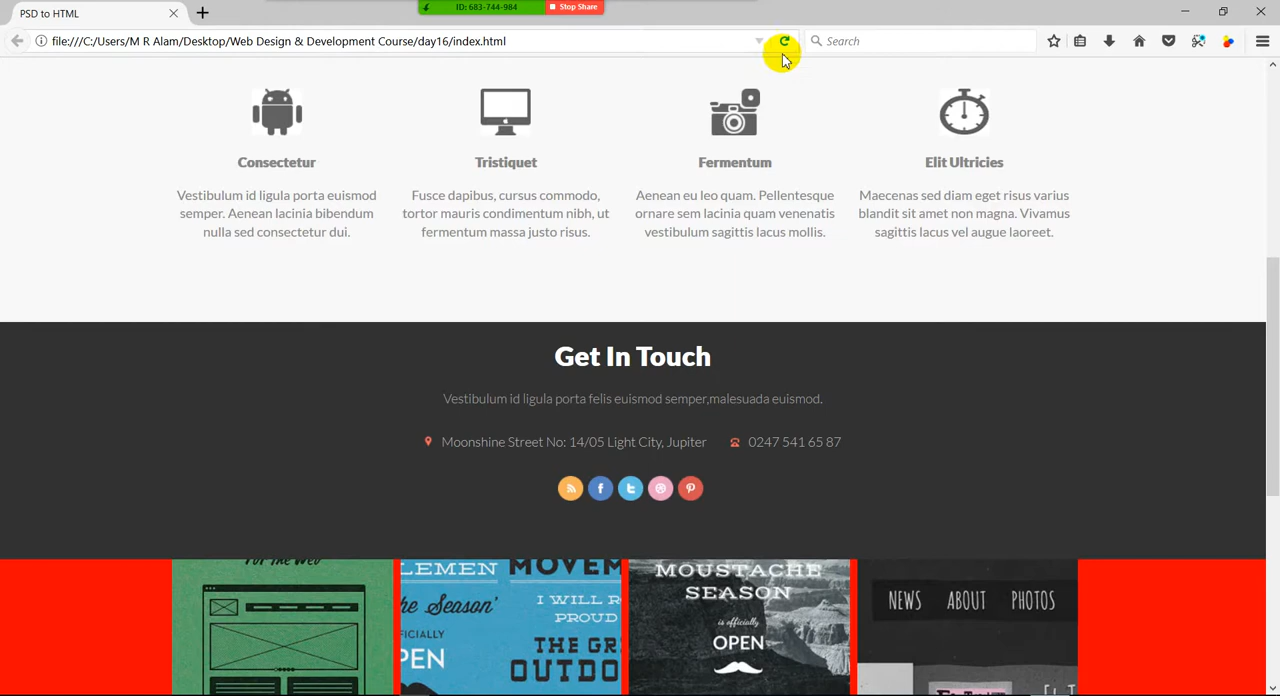 PSD to HTML
ID: 683-744-984 Stop Share
file:///C:/Users/M R Alam/Desktop/Web Design & Development Course/day16/index.html
Search
Consectetur
Vestibulum id ligula porta euismod
semper. Aenean lacinia bibendum
nulla sed consectetur dui.
Tristiquet
Fusce dapibus, cursus commodo,
tortor mauris condimentum nibh, ut
fermentum massa justo risus.
Fermentum
Aenean eu leo quam. Pellentesque
ornare sem lacinia quam venenatis
vestibulum sagittis lacus mollis.
Elit Ultricies
Maecenas sed diam eget risus varius
blandit sit amet non magna. Vivamus
sagittis lacus vel augue laoreet.
Get In Touch
Vestibulum id ligula porta felis euismod semper,malesuada euismod.
Moonshine Street No: 14/05 Light City, Jupiter
0247 541 65 87
For The Web
LEMEN MOVEM
he Season'
I WILL R
FICIALLY
PROUD
PEN
THE GR
OUTDO
MOUSTACHE
SEASON
is officially
OPEN
NEWS ABOUT PHOTOS